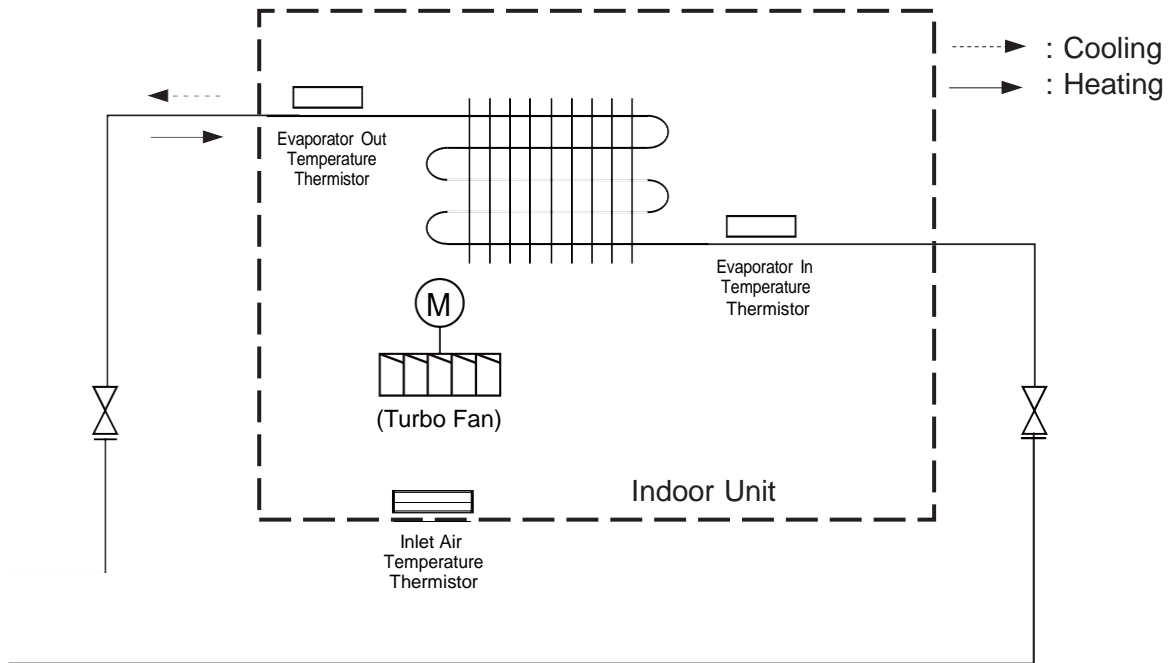 : Cooling
: Heating
Evaporator Out
Temperature
Thermistor
Evaporator In
Temperature
Thermistor
M
(Turbo Fan)
Indoor Unit
Inlet Air
Temperature
Thermistor